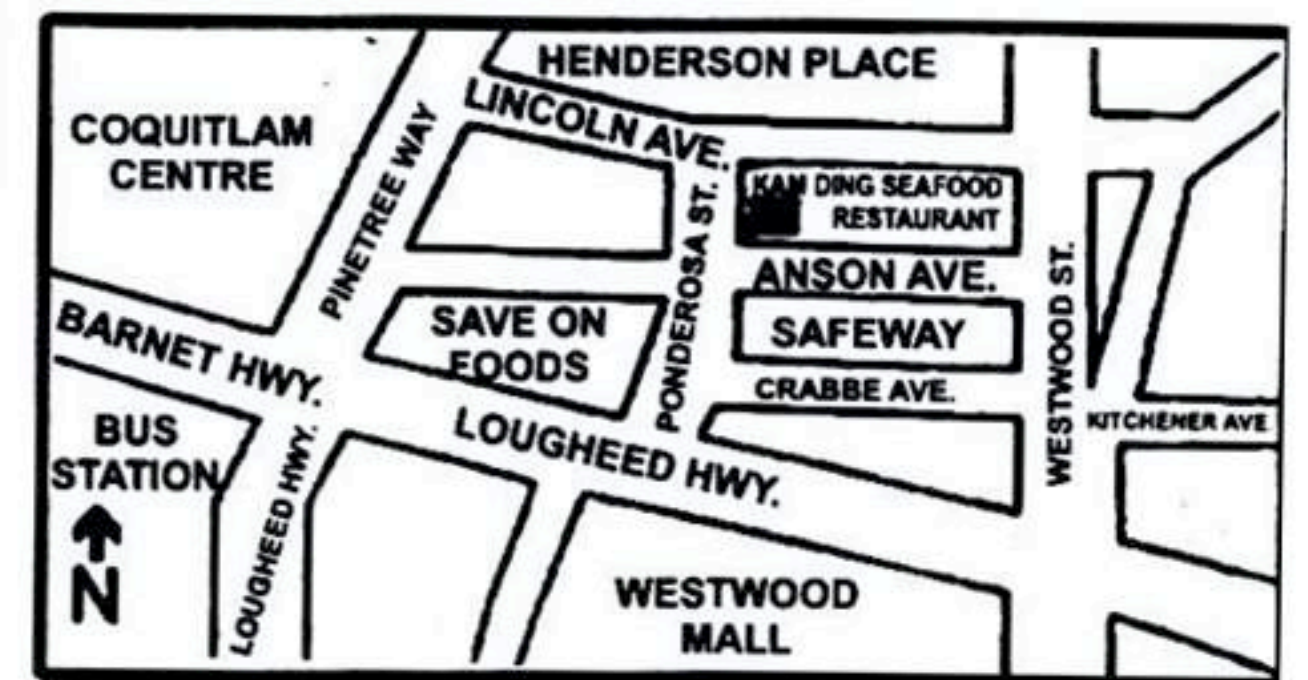 HENDERSON PLACE
COQUITLAM
CENTRE
PINETREE WAY
LINCOLN AVE.
PONDEROSA ST.
KAM DING SEAFOOD
RESTAURANT
ANSON AVE.
SAVE ON
FOODS
SAFEWAY
CRABBE AVE.
WESTWOOD ST.
KITCHENER AVE
BARNET HWY.
BUS
STATION
LOUGHEED HWY.
LOUGHEED HWY.
WESTWOOD
MALL
N